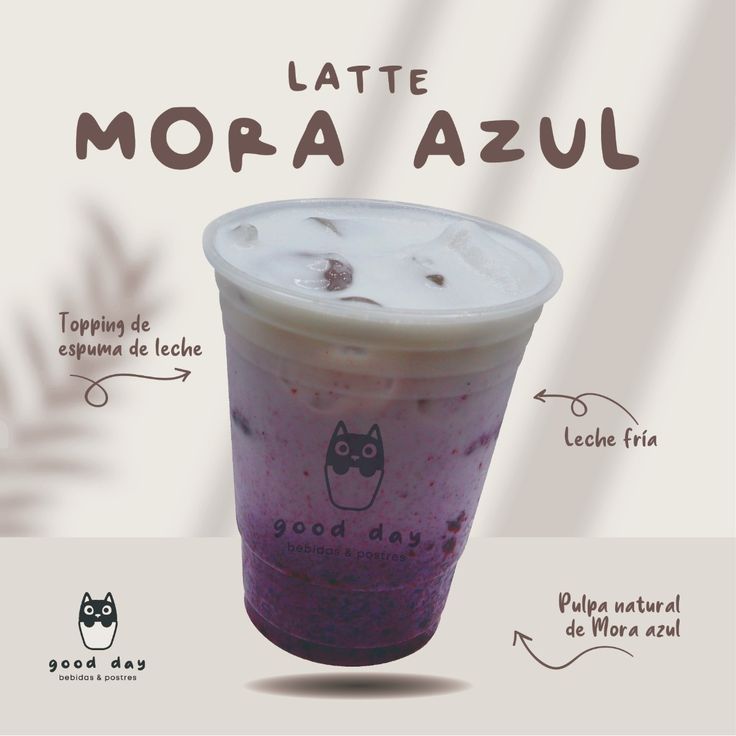 LATTE
MORA AZUL
Topping de
espuma de leche
Leche fría
good day
bebidas & postres
Pulpa natural
de Mora azul
good day
bebidas & postres